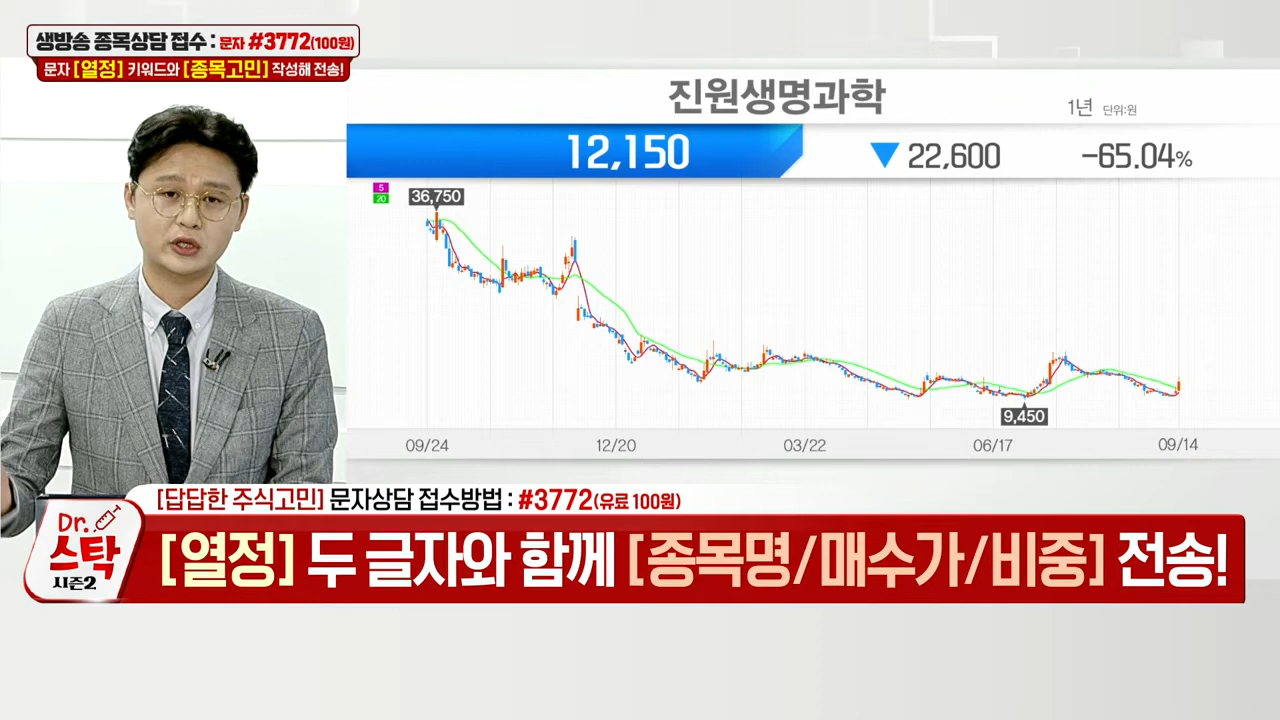 생방송 종목상담 접수 : 문자 #3772(100원)
문자 [열정] 키워드와 [종목고민] 작성해 전송!
진원생명과학
1년 단위:원
12,150 ▼22,600 -65.04%
5
20
36,750
9,450
09/24 12/20 03/22 06/17 09/14
[답답한 주식고민] 문자상담 접수방법 : #3772(유료 100원)
Dr.
스탁
시즌2
[열정] 두 글자와 함께 [종목명/매수가/비중] 전송!